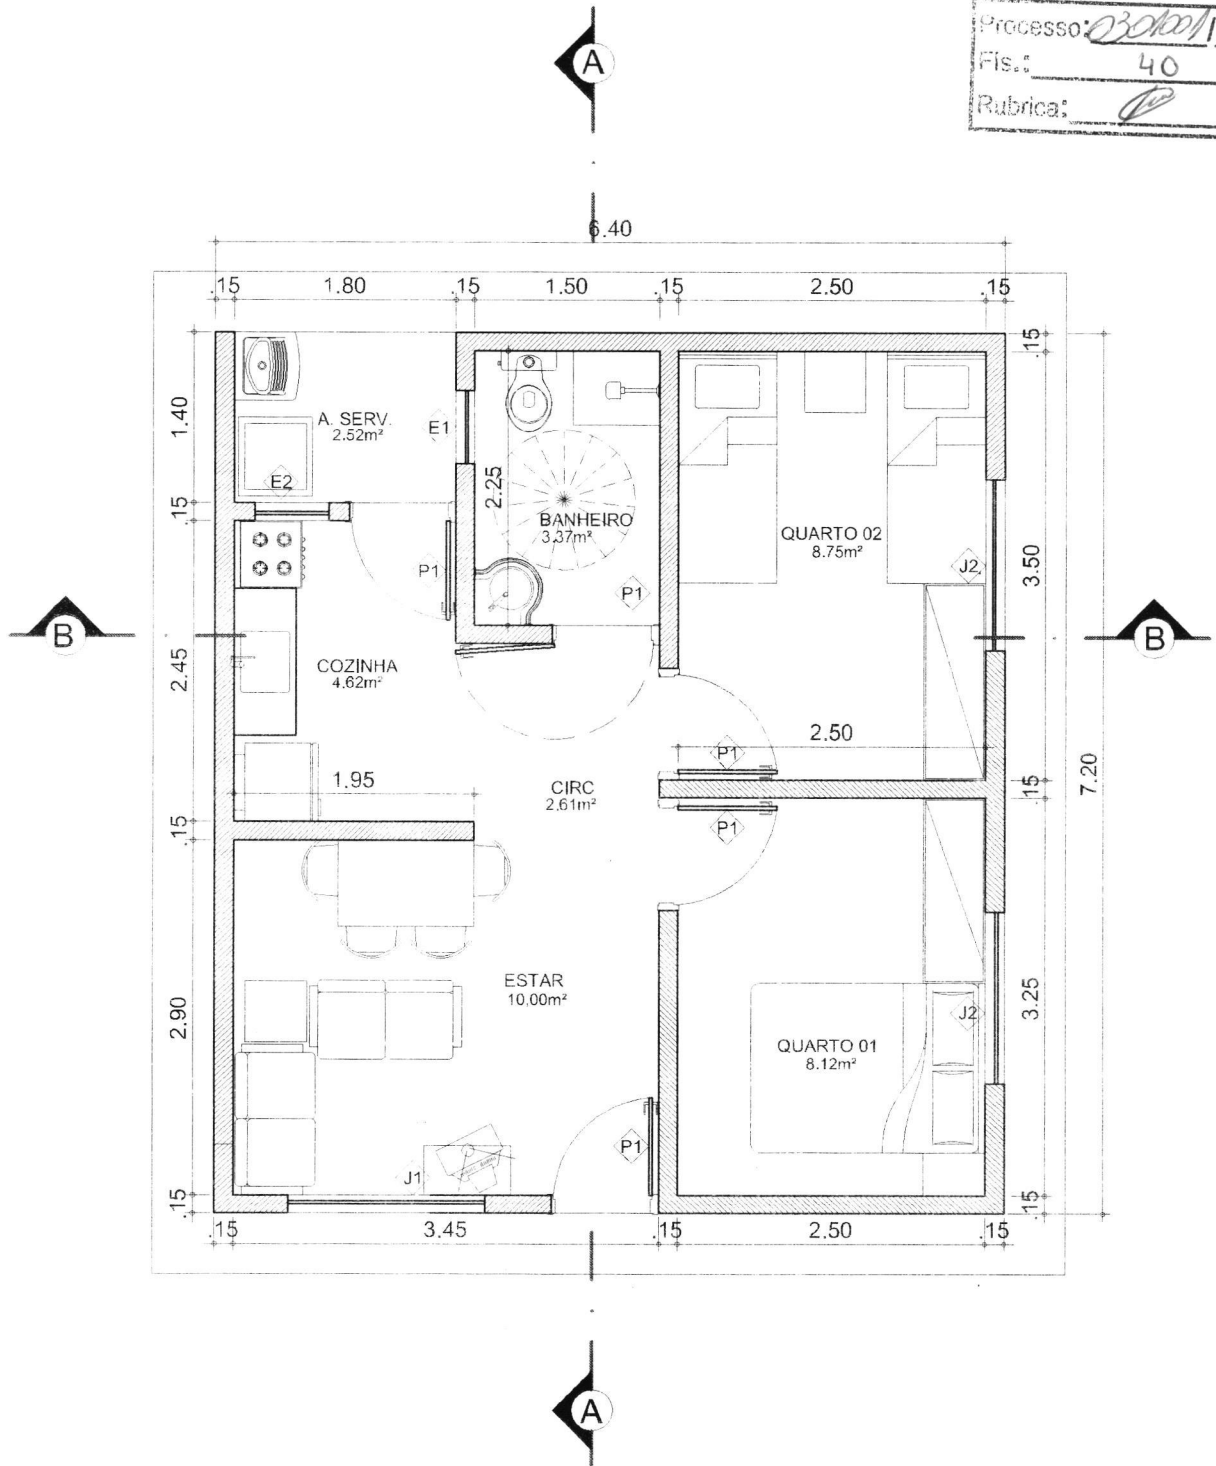 Processo:
Fls.: 40
Rubrica:
A
6.40
.15 1.80 .15 1.50 .15 2.50 .15
.15
1.40
A. SERV.
2.52m²
E1
E2
2.25
.15
BANHEIRO
3.37m²
QUARTO 02
8.75m²
P1
P1
J2
3.50
B
B
2.45
COZINHA
4.62m²
2.50
P1
1.95
CIRC
2,61m²
.15
7.20
.15
P1
2.90
ESTAR
10,00m²
3.25
J2
QUARTO 01
8.12m²
P1
J1
.15
.15
.15 3.45 .15 2.50 .15
A